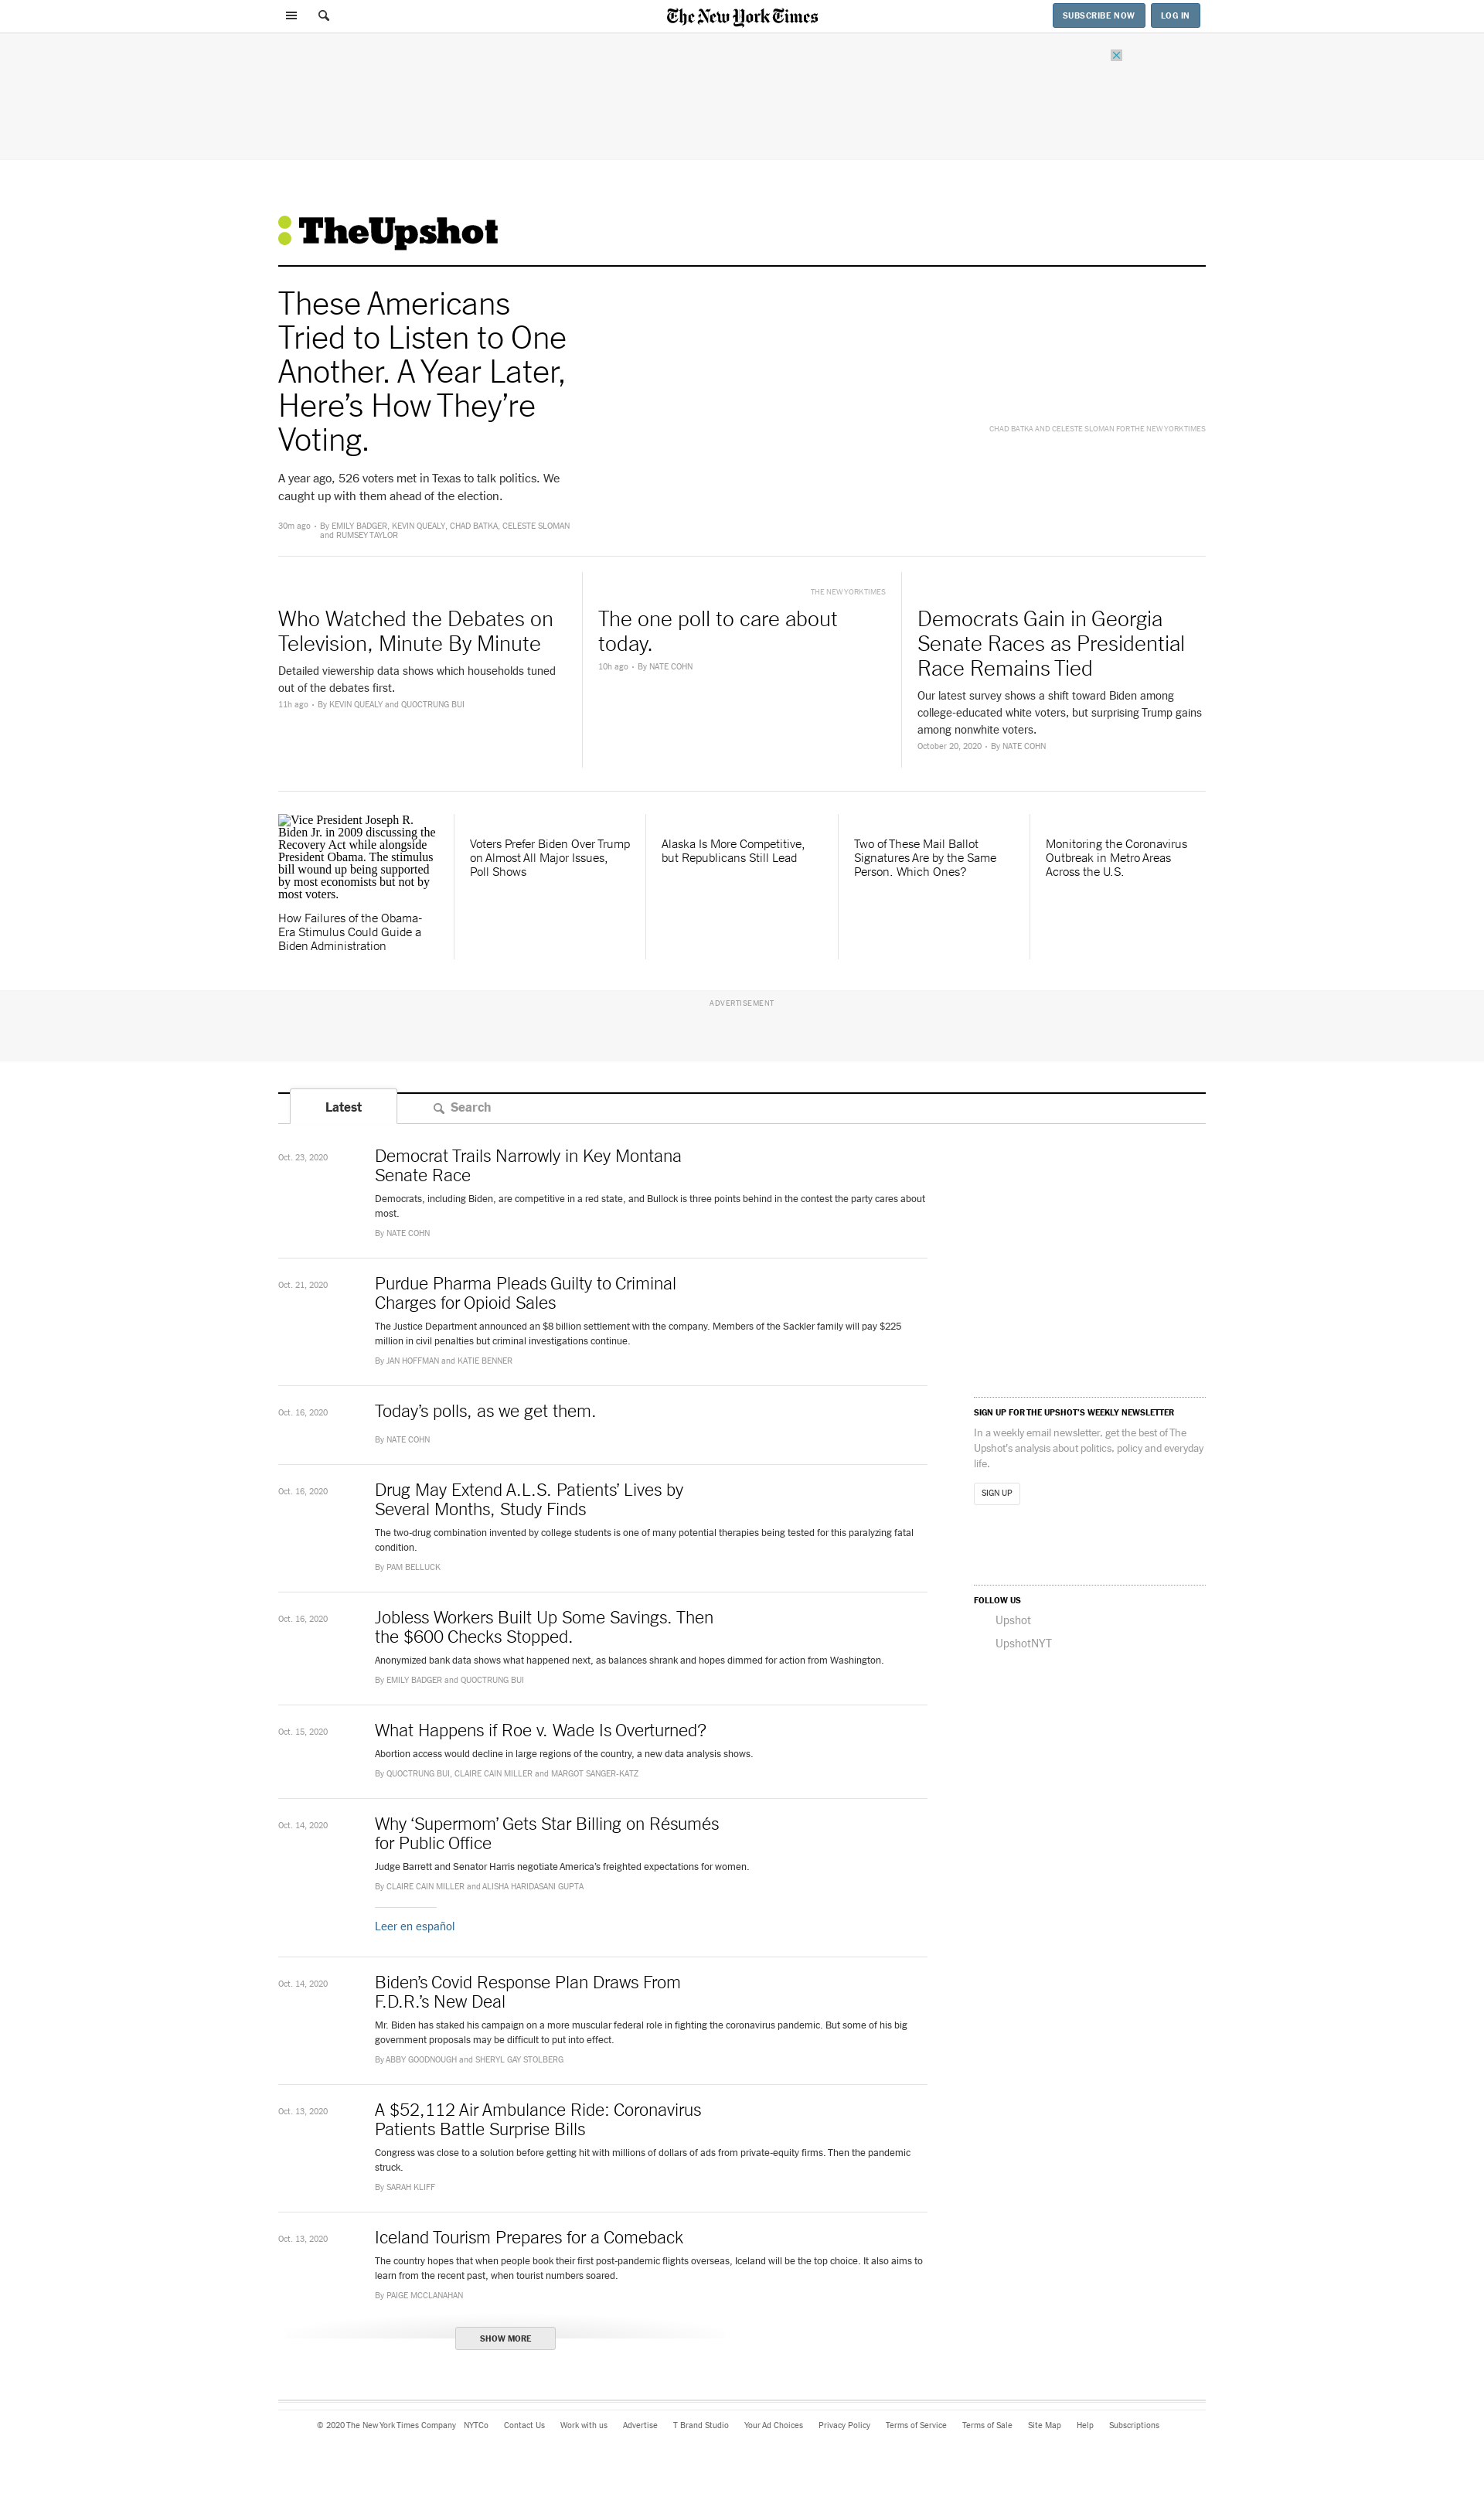 The New York Times
SUBSCRIBE NOW
LOG IN
TheUpshot
These Americans
Tried to Listen to One
Another. A Year Later,
Here’s How They’re
Voting.
CHAD BATKA AND CELESTE SLOMAN FOR THE NEW YORK TIMES
A year ago, 526 voters met in Texas to talk politics. We
caught up with them ahead of the election.
30m ago • By EMILY BADGER, KEVIN QUEALY, CHAD BATKA, CELESTE SLOMAN
and RUMSEY TAYLOR
Who Watched the Debates on
Television, Minute By Minute
Detailed viewership data shows which households tuned
out of the debates first.
11h ago • By KEVIN QUEALY and QUOCTRUNG BUI
THE NEW YORK TIMES
The one poll to care about
today.
10h ago • By NATE COHN
Democrats Gain in Georgia
Senate Races as Presidential
Race Remains Tied
Our latest survey shows a shift toward Biden among
college-educated white voters, but surprising Trump gains
among nonwhite voters.
October 20, 2020 • By NATE COHN
Vice President Joseph R.
Biden Jr. in 2009 discussing the
Recovery Act while alongside
President Obama. The stimulus
bill wound up being supported
by most economists but not by
most voters.
How Failures of the Obama-
Era Stimulus Could Guide a
Biden Administration
Voters Prefer Biden Over Trump
on Almost All Major Issues,
Poll Shows
Alaska Is More Competitive,
but Republicans Still Lead
Two of These Mail Ballot
Signatures Are by the Same
Person. Which Ones?
Monitoring the Coronavirus
Outbreak in Metro Areas
Across the U.S.
ADVERTISEMENT
Latest
Search
Oct. 23, 2020
Democrat Trails Narrowly in Key Montana
Senate Race
Democrats, including Biden, are competitive in a red state, and Bullock is three points behind in the contest the party cares about
most.
By NATE COHN
Oct. 21, 2020
Purdue Pharma Pleads Guilty to Criminal
Charges for Opioid Sales
The Justice Department announced an $8 billion settlement with the company. Members of the Sackler family will pay $225
million in civil penalties but criminal investigations continue.
By JAN HOFFMAN and KATIE BENNER
Oct. 16, 2020
Today’s polls, as we get them.
By NATE COHN
Oct. 16, 2020
Drug May Extend A.L.S. Patients’ Lives by
Several Months, Study Finds
The two-drug combination invented by college students is one of many potential therapies being tested for this paralyzing fatal
condition.
By PAM BELLUCK
Oct. 16, 2020
Jobless Workers Built Up Some Savings. Then
the $600 Checks Stopped.
Anonymized bank data shows what happened next, as balances shrank and hopes dimmed for action from Washington.
By EMILY BADGER and QUOCTRUNG BUI
Oct. 15, 2020
What Happens if Roe v. Wade Is Overturned?
Abortion access would decline in large regions of the country, a new data analysis shows.
By QUOCTRUNG BUI, CLAIRE CAIN MILLER and MARGOT SANGER-KATZ
Oct. 14, 2020
Why ‘Supermom’ Gets Star Billing on Résumés
for Public Office
Judge Barrett and Senator Harris negotiate America’s freighted expectations for women.
By CLAIRE CAIN MILLER and ALISHA HARIDASANI GUPTA
Leer en español
Oct. 14, 2020
Biden’s Covid Response Plan Draws From
F.D.R.’s New Deal
Mr. Biden has staked his campaign on a more muscular federal role in fighting the coronavirus pandemic. But some of his big
government proposals may be difficult to put into effect.
By ABBY GOODNOUGH and SHERYL GAY STOLBERG
Oct. 13, 2020
A $52,112 Air Ambulance Ride: Coronavirus
Patients Battle Surprise Bills
Congress was close to a solution before getting hit with millions of dollars of ads from private-equity firms. Then the pandemic
struck.
By SARAH KLIFF
Oct. 13, 2020
Iceland Tourism Prepares for a Comeback
The country hopes that when people book their first post-pandemic flights overseas, Iceland will be the top choice. It also aims to
learn from the recent past, when tourist numbers soared.
By PAIGE MCCLANAHAN
SHOW MORE
SIGN UP FOR THE UPSHOT’S WEEKLY NEWSLETTER
In a weekly email newsletter, get the best of The
Upshot’s analysis about politics, policy and everyday
life.
SIGN UP
FOLLOW US
Upshot
UpshotNYT
© 2020 The New York Times Company NYTCo Contact Us Work with us Advertise T Brand Studio Your Ad Choices Privacy Policy Terms of Service Terms of Sale Site Map Help Subscriptions